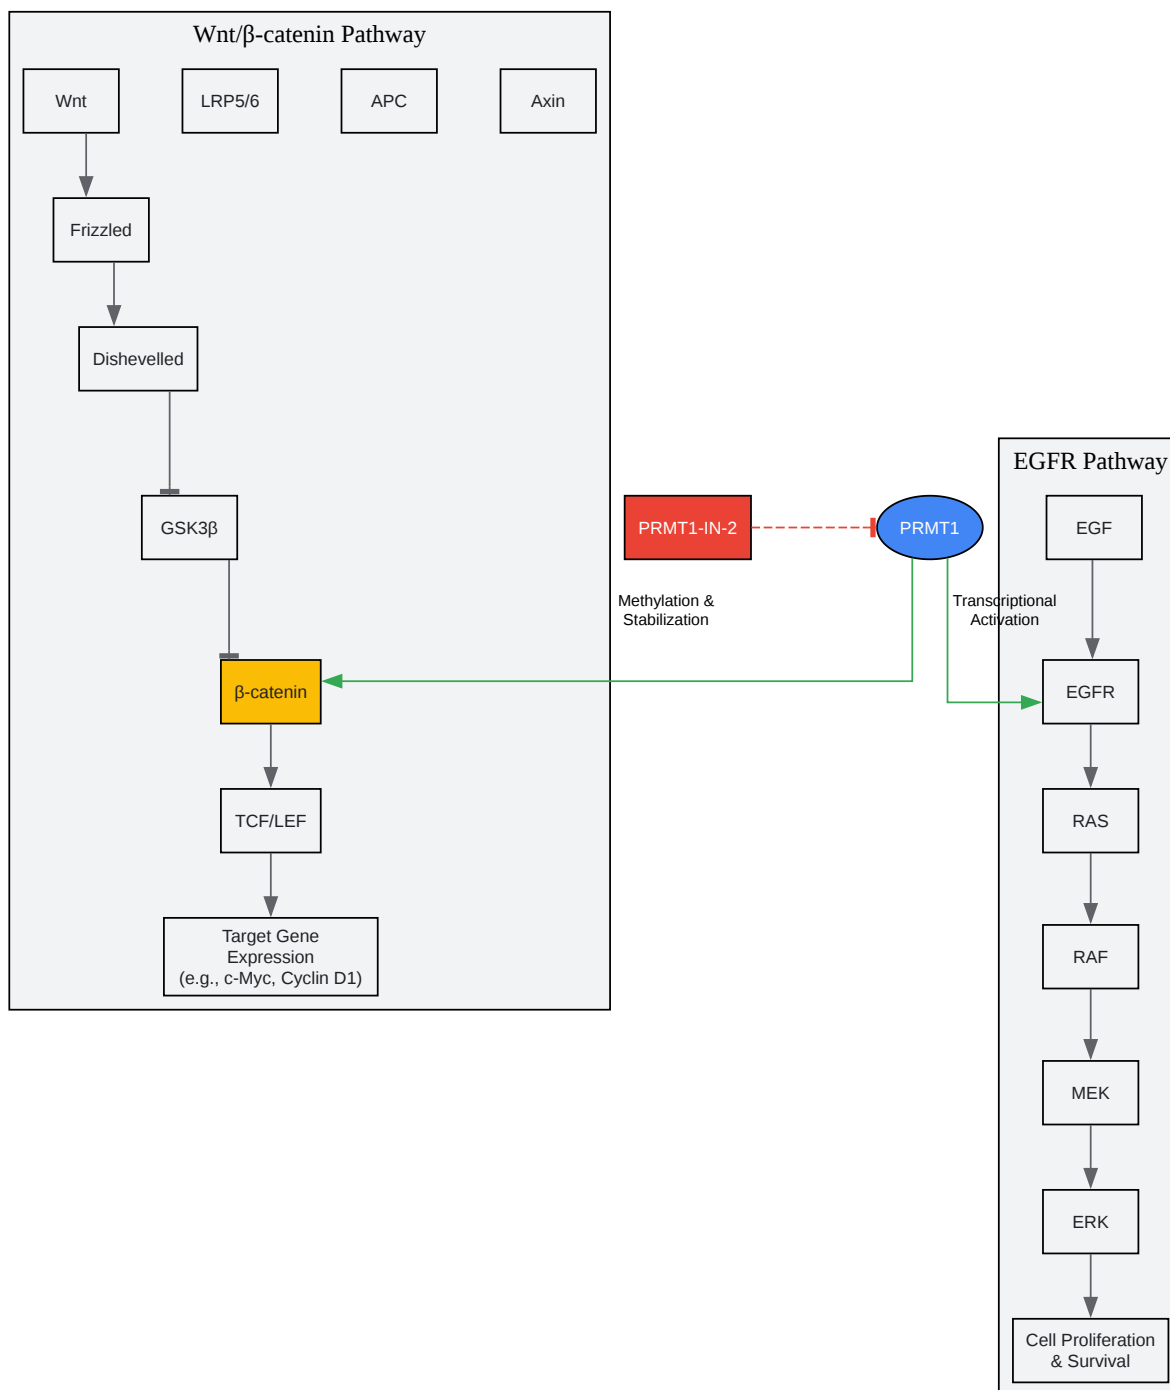 Wnt/β-catenin Pathway
Wnt
LRP5/6
APC
Axin
Frizzled
Dishevelled
GSK3β
β-catenin
TCF/LEF
Target Gene
Expression
(e.g., c-Myc, Cyclin D1)
PRMT1-IN-2
PRMT1
Methylation &
Stabilization
Transcriptional
Activation
EGFR Pathway
EGF
EGFR
RAS
RAF
MEK
ERK
Cell Proliferation
& Survival